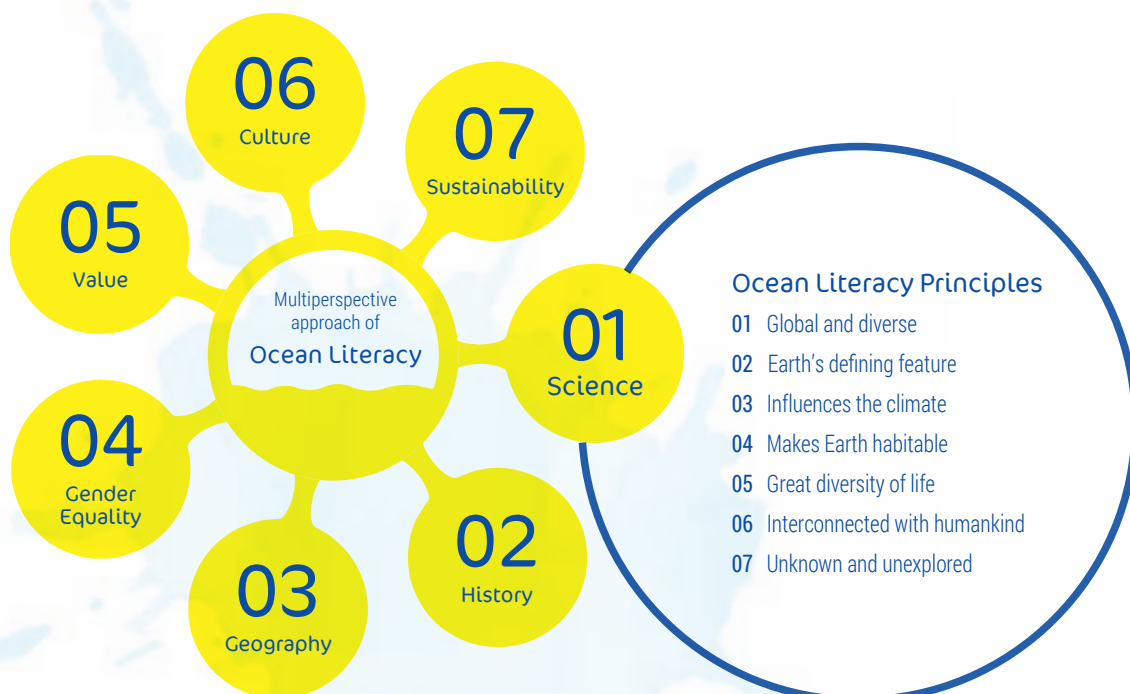 06
Culture
07
Sustainability
05
Value
Multiperspective
approach of
Ocean Literacy
01
Science
04
Gender
Equality
02
History
03
Geography
Ocean Literacy Principles
01 Global and diverse
02 Earth's defining feature
03 Influences the climate
04 Makes Earth habitable
05 Great diversity of life
06 Interconnected with humankind
07 Unknown and unexplored